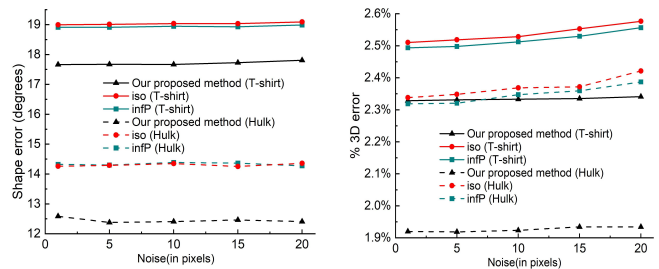 Shape error (degrees)
20
19
18
17
16
15
14
13
12
Our proposed method (T-shirt)
iso (T-shirt)
infP (T-shirt)
Our proposed method (Hulk)
iso (Hulk)
infP (Hulk)
0 5 10 15 20
Noise(in pixels)
% 3D error
2.6%
2.5%
2.4%
2.3%
2.2%
2.1%
2.0%
1.9%
Our proposed method (T-shirt)
iso (T-shirt)
infP (T-shirt)
Our proposed method (Hulk)
iso (Hulk)
infP (Hulk)
0 5 10 15 20
Noise(in pixels)